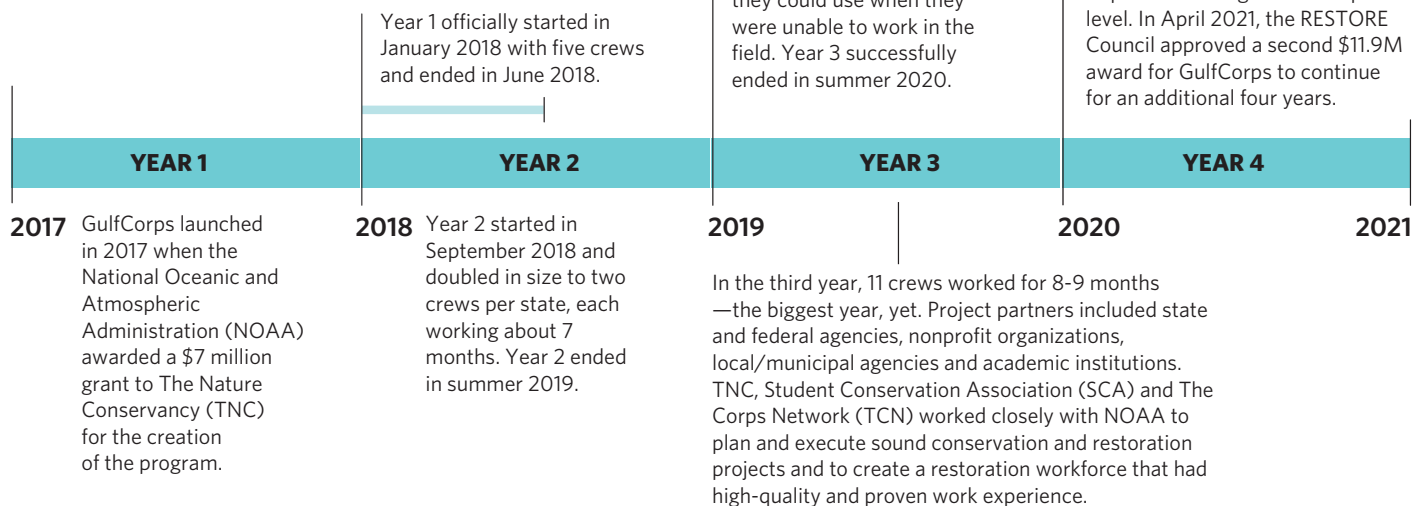 Year 1 officially started in
January 2018 with five crews
and ended in June 2018.
they could use when they
were unable to work in the
field. Year 3 successfully
ended in summer 2020.
level. In April 2021, the RESTORE
Council approved a second $11.9M
award for GulfCorps to continue
for an additional four years.
YEAR 1
YEAR 2
YEAR 3
YEAR 4
2017
GulfCorps launched
in 2017 when the
National Oceanic and
Atmospheric
Administration (NOAA)
awarded a $7 million
grant to The Nature
Conservancy (TNC)
for the creation
of the program.
2018
Year 2 started in
September 2018 and
doubled in size to two
crews per state, each
working about 7
months. Year 2 ended
in summer 2019.
2019
In the third year, 11 crews worked for 8-9 months
—the biggest year, yet. Project partners included state
and federal agencies, nonprofit organizations,
local/municipal agencies and academic institutions.
TNC, Student Conservation Association (SCA) and The
Corps Network (TCN) worked closely with NOAA to
plan and execute sound conservation and restoration
projects and to create a restoration workforce that had
high-quality and proven work experience.
2020
2021